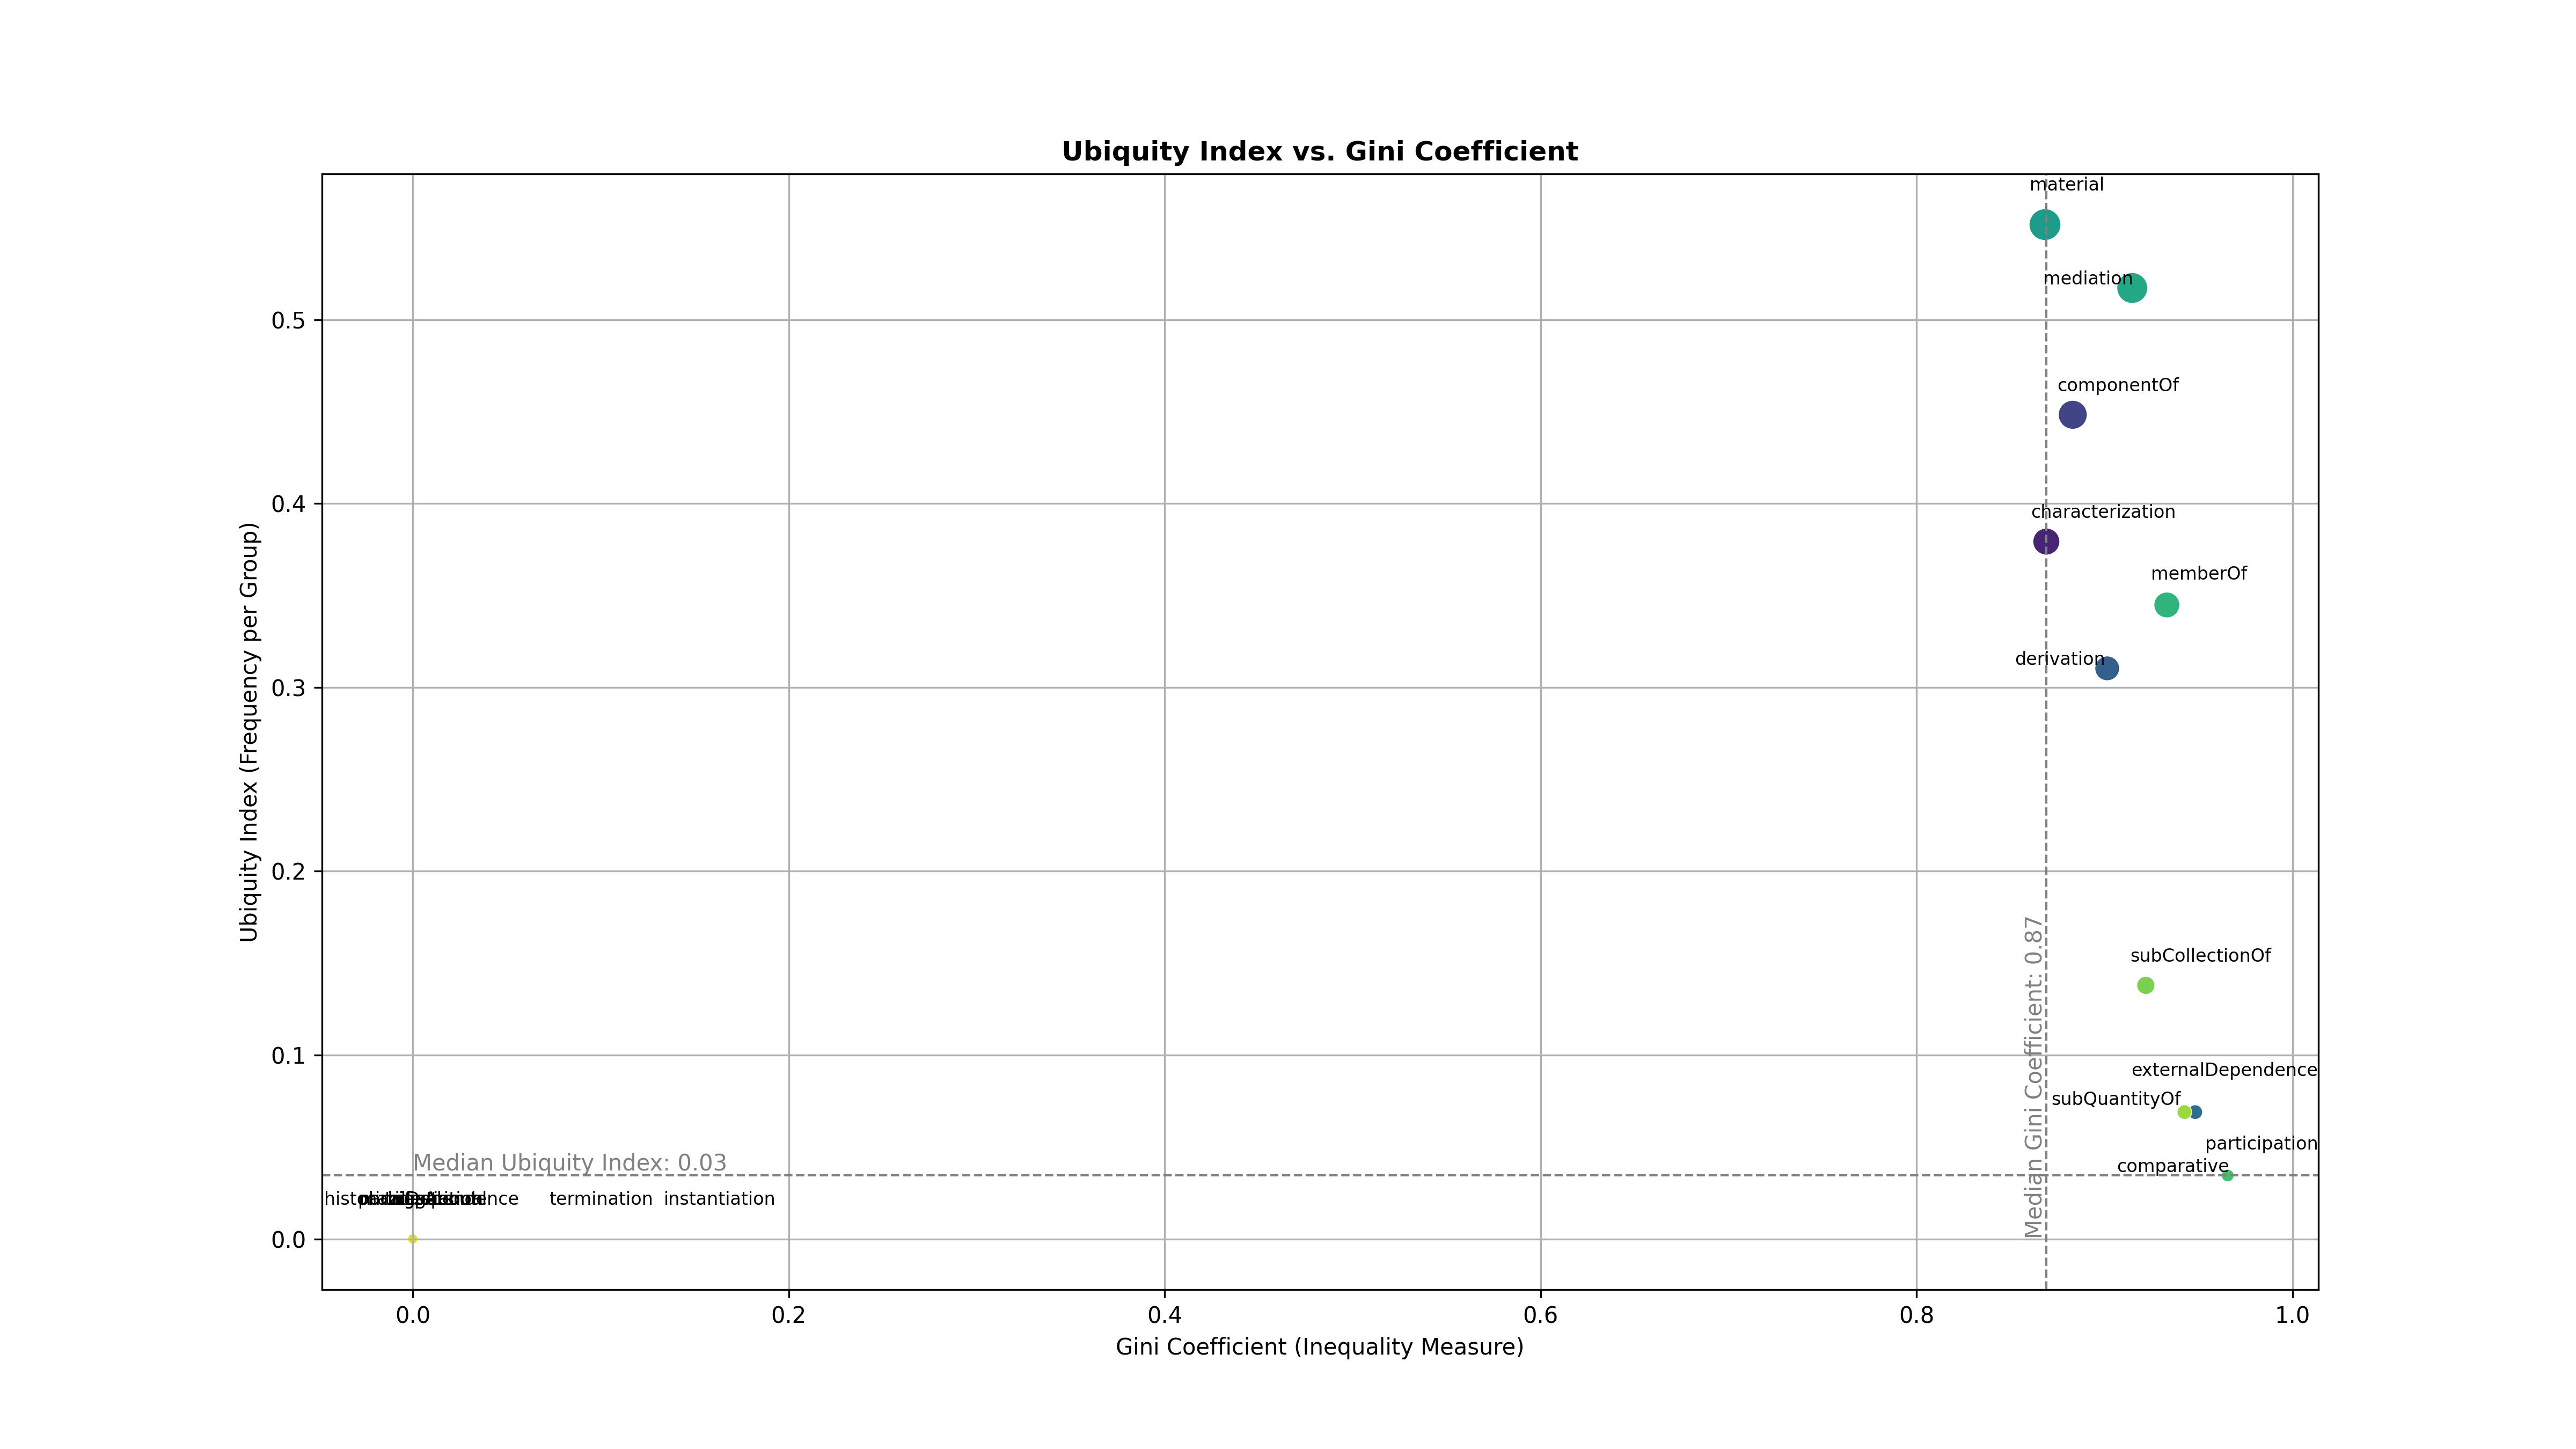 Ubiquity Index vs. Gini Coefficient
material
mediation
componentOf
characterization
memberOf
derivation
subCollectionOf
externalDependence
subQuantityOf
participation
comparative
Median Ubiquity Index: 0.03
Median Gini Coefficient: 0.87
termination
instantiation
0.5
0.4
0.3
0.2
0.1
0.0
Ubiquity Index (Frequency per Group)
0.0 0.2 0.4 0.6 0.8 1.0
Gini Coefficient (Inequality Measure)